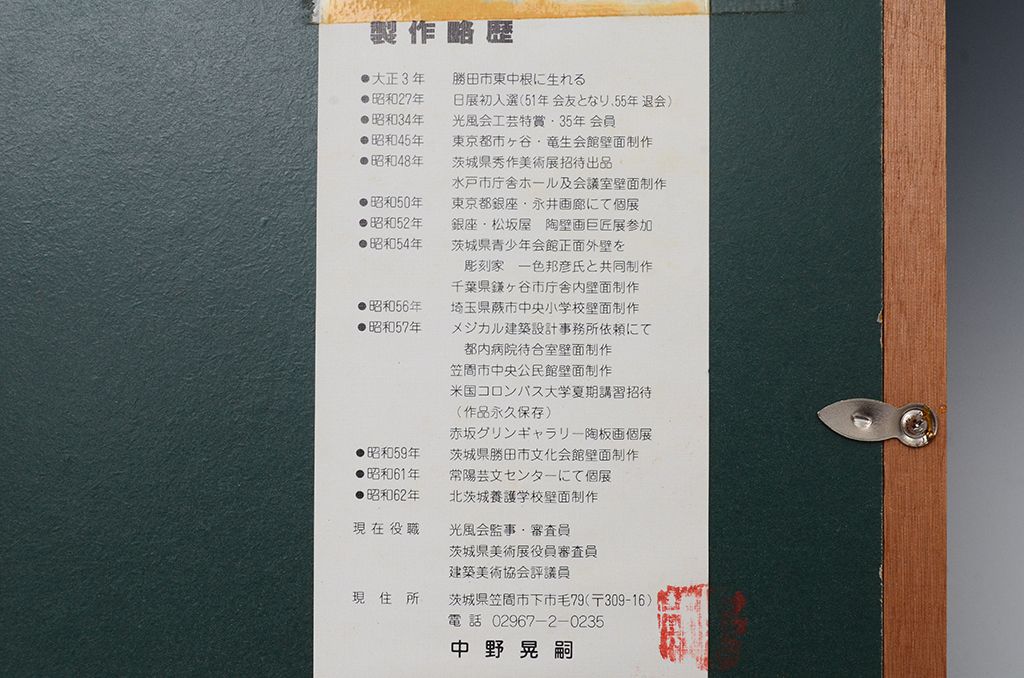 製作略歴
●大正3年 勝田市東中根に生れる
●昭和27年 日展初入選(51年 会友となり、55年 退会)
●昭和34年 光風会工芸特賞・35年 会員
●昭和45年 東京都市ヶ谷・竜生会館壁面制作
●昭和48年 茨城県秀作美術展招待出品
水戸市庁舎ホール及会議室壁面制作
●昭和50年 東京都銀座・永井画廊にて個展
●昭和52年 銀座・松坂屋 陶壁画巨匠展参加
●昭和54年 茨城県青少年会館正面外壁を
彫刻家 一色邦彦氏と共同制作
千葉県鎌ヶ谷市庁舎内壁面制作
●昭和56年 埼玉県蕨市中央小学校壁面制作
●昭和57年 メジカル建築設計事務所依頼にて
都内病院待合室壁面制作
笠間市中央公民館壁面制作
米国コロンバス大学夏期講習招待
(作品永久保存)
赤坂グリンギャラリー陶板画個展
●昭和59年 茨城県勝田市文化会館壁面制作
●昭和61年 常陽芸文センターにて個展
●昭和62年 北茨城養護学校壁面制作
現在役職 光風会監事・審査員
茨城県美術展役員審査員
建築美術協会評議員
現住所 茨城県笠間市下市毛79(〒309-16)
電話 02967-2-0235
中野晃嗣